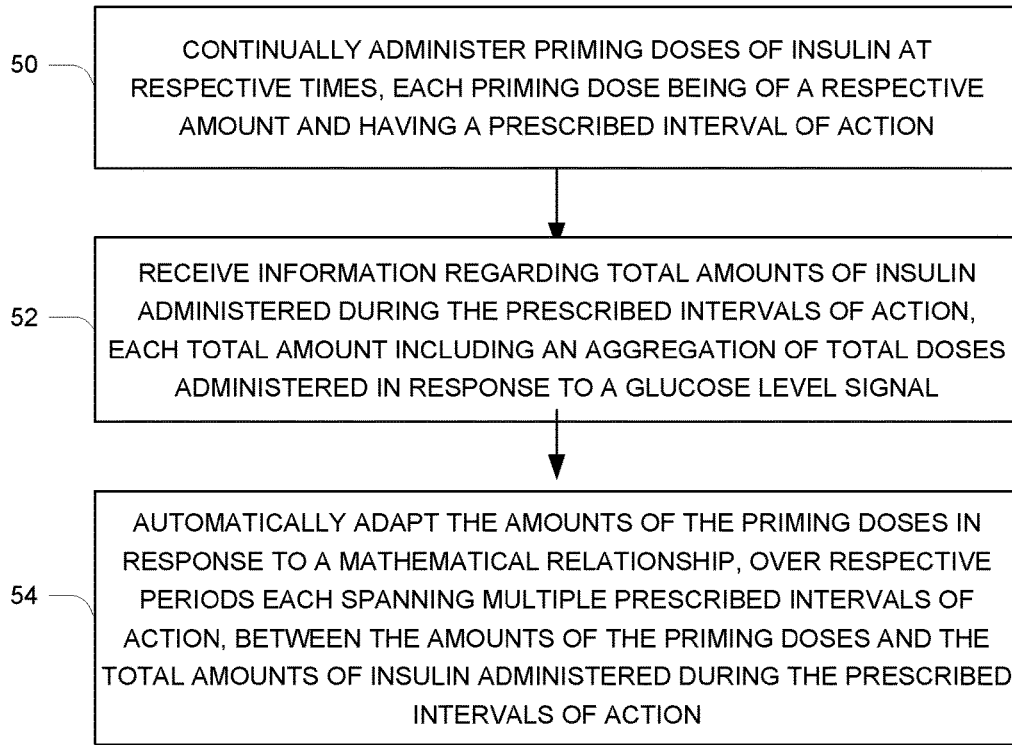 CONTINUALLY ADMINISTER PRIMING DOSES OF INSULIN AT
50
RESPECTIVE TIMES, EACH PRIMING DOSE BEING OF A RESPECTIVE
AMOUNT AND HAVING A PRESCRIBED INTERVAL OF ACTION
RECEIVE INFORMATION REGARDING TOTAL AMOUNTS OF INSULIN
52
ADMINISTERED DURING THE PRESCRIBED INTERVALS OF ACTION,
EACH TOTAL AMOUNT INCLUDING AN AGGREGATION OF TOTAL DOSES
ADMINISTERED IN RESPONSE TO A GLUCOSE LEVEL SIGNAL
AUTOMATICALLY ADAPT THE AMOUNTS OF THE PRIMING DOSES IN
RESPONSE TO A MATHEMATICAL RELATIONSHIP, OVER RESPECTIVE
54
PERIODS EACH SPANNING MULTIPLE PRESCRIBED INTERVALS OF
ACTION, BETWEEN THE AMOUNTS OF THE PRIMING DOSES AND THE
TOTAL AMOUNTS OF INSULIN ADMINISTERED DURING THE PRESCRIBED
INTERVALS OF ACTION